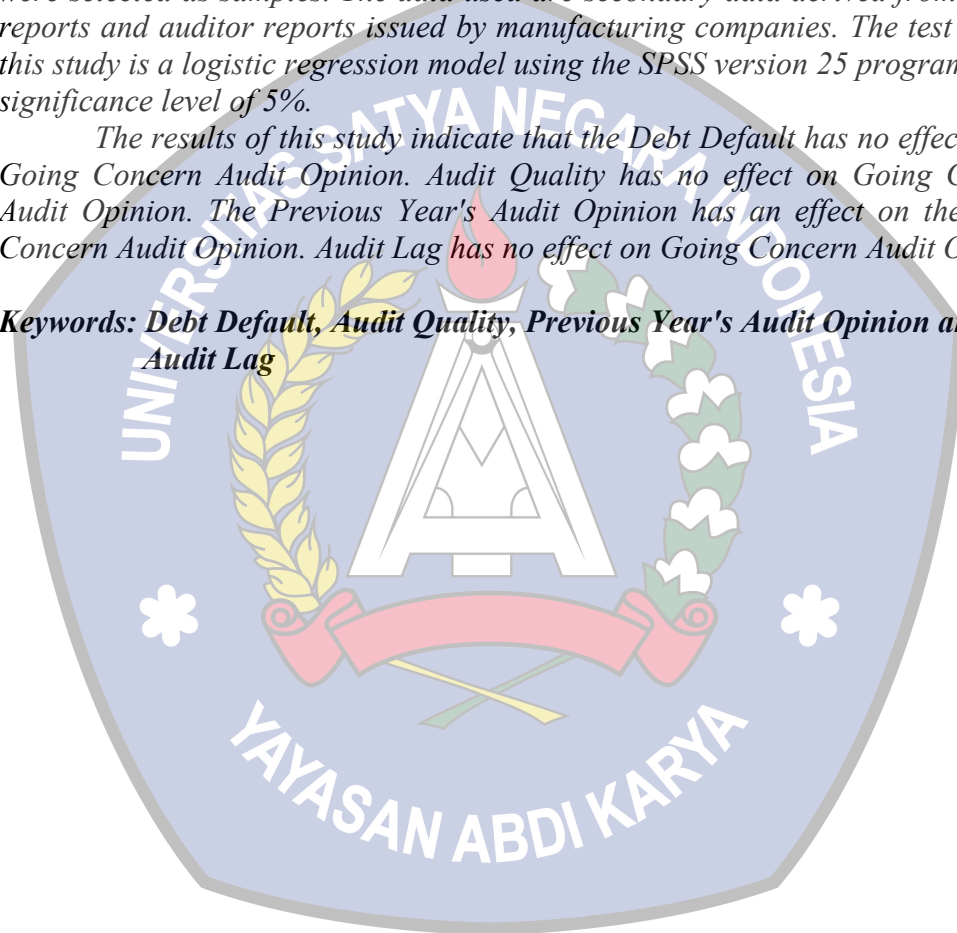 were selected as samples. The data used are secondary data derived from
reports and auditor reports issued by manufacturing companies. The test
this study is a logistic regression model using the SPSS version 25 program
significance level of 5%.
The results of this study indicate that the Debt Default has no effec
Going Concern Audit Opinion. Audit Quality has no effect on Going C
Audit Opinion. The Previous Year's Audit Opinion has an effect on the
Concern Audit Opinion. Audit Lag has no effect on Going Concern Audit O
Keywords: Debt Default, Audit Quality, Previous Year's Audit Opinion a
Audit Lag
UNIVERSITAS SATYA NEGARA INDONESIA
YAYASAN ABDI KARYA